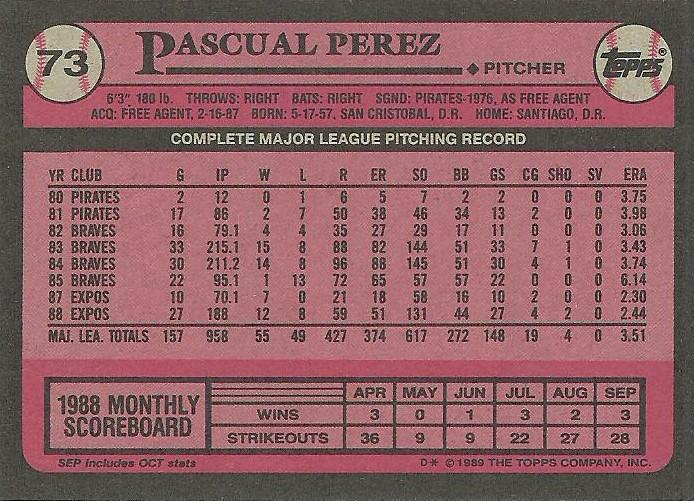 73
PASCUAL PEREZ
TOPPS®
◆ PITCHER
6'3" 180 lb. THROWS: RIGHT BATS: RIGHT SGND: PIRATES-1976, AS FREE AGENT
ACQ: FREE AGENT, 2-16-87 BORN: 5-17-57, SAN CRISTOBAL, D.R. HOME: SANTIAGO, D.R.
COMPLETE MAJOR LEAGUE PITCHING RECORD
YR CLUB G IP W L R ER SO BB GS CG SHO SV ERA
80 PIRATES 2 12 0 1 6 5 7 2 2 0 0 0 3.75
81 PIRATES 17 86 2 7 50 38 46 34 13 2 0 0 3.98
82 BRAVES 16 79.1 4 4 35 27 29 17 11 0 0 0 3.06
83 BRAVES 33 215.1 15 8 88 82 144 51 33 7 1 0 3.43
84 BRAVES 30 211.2 14 8 96 88 145 51 30 4 1 0 3.74
85 BRAVES 22 95.1 1 13 72 65 57 57 22 0 0 0 6.14
87 EXPOS 10 70.1 7 0 21 18 58 16 10 2 0 0 2.30
88 EXPOS 27 188 12 8 59 51 131 44 27 4 2 0 2.44
MAJ. LEA. TOTALS 157 958 55 49 427 374 617 272 148 19 4 0 3.51
1988 MONTHLY SCOREBOARD
APR MAY JUN JUL AUG SEP
WINS 3 0 1 3 2 3
STRIKEOUTS 36 9 9 22 27 28
SEP includes OCT stats
D* © 1989 THE TOPPS COMPANY, INC.